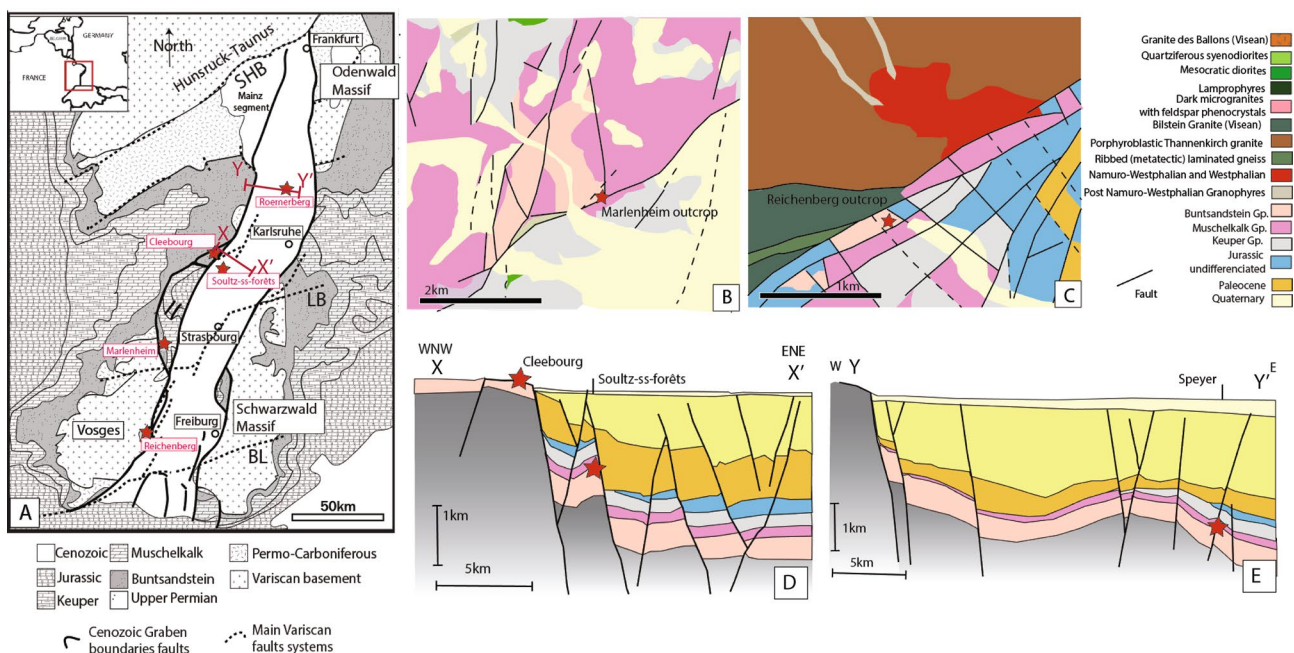 BELGIUM
GERMANY
FRANCE
North
Hunsruck-Taunus
SHB
Mainz
segment
Frankfurt
Odenwald
Massif
Y
Y'
Roemerberg
Karlsruhe
Cleebourg
X
X'
Soultz-ss-forêts
HF
LB
Strasbourg
Marlenheim
Schwarzwald
Massif
Freiburg
Vosges
Reichenberg
BL
A
50km
Cenozoic
Muschelkalk
Permo-Carboniferous
Jurassic
Buntsandstein
Variscan basement
Keuper
Upper Permian
Cenozoic Graben
boundaries faults
Main Variscan
faults systems
Marlenheim outcrop
2km
B
Reichenberg outcrop
1km
C
Granite des Ballons (Visean)
Quartziferous syenodiorites
Mesocratic diorites
Lamprophyres
Dark microgranites
with feldspar phenocrystals
Bilstein Granite (Visean)
Porphyroblastic Thannenkirch granite
Ribbed (metatectic) laminated gneiss
Namuro-Westphalian and Westphalian
Post Namuro-Westphalian Granophyres
Buntsandstein Gp.
Muschelkalk Gp.
Keuper Gp.
Jurassic
undifferenciated
Paleocene
Quaternary
Fault
WNW
X
Cleebourg
Soultz-ss-forêts
ENE
X'
1km
5km
D
W Y
Speyer
Y' E
1km
5km
E